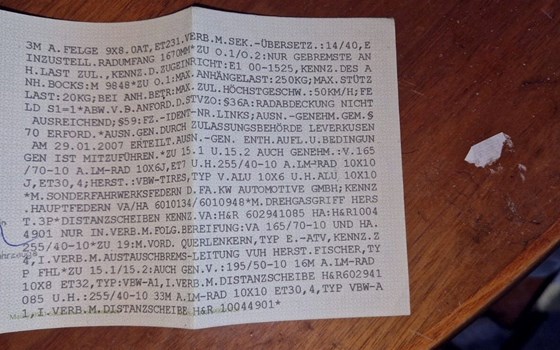 3M A.FELGE 9X8.0AT,ET231.VERB.M.SEK.-ÜBERSETZ.:14/40,E
INZUSTELL.RADUMFANG 1670MM*ZU O.1/O.2:NUR GEBREMSTE AN
H.LAST ZUL.,KENNZ.D.ZUGEINRICHT:E1 00-1525,KENNZ.DES A
NH.BOCKS:M 9848*ZU O.1:MAX.ANHÄNGELAST:250KG;MAX.STÜTZ
LAST:20KG;BEI ANH.BETR:MAX.ZUL.HÖCHSTGESCHW.:50KM/H;FE
LD S1=1*ABW.V.B.ANFORD.D.STVZO:§36A:RADABDECKUNG NICHT
AUSREICHEND;§59:FZ.-IDENT-NR.LINKS;AUSN.-GENEHM.GEM.§
70 ERFORD.*AUSN.GEN.DURCH ZULASSUNGSBEHÖRDE LEVERKUSEN
AM 29.01.2007 ERTEILT.AUSN.-GEN. ENTH.AUFL.U.BEDINGUN
GEN IST MITZUFÜHREN.*ZU 15.1 U.15.2 AUCH GENEHM.:V.165
/70-10 A.LM-RAD 10X6J,ET7 U.H.255/40-10 A.LM-RAD 10X10
J,ET30,4;HERST.:VBW-TIRES,TYP V.ALU 10X6 U.H.ALU 10X10
*M.SONDERFAHRWERKSFEDERN D.FA.KW AUTOMOTIVE GMBH;KENNZ
.HAUPTFEDERN VA/HA 6010134/6010948*M.DREHGASGRIFF HERS
T.3P*DISTANZSCHEIBEN KENNZ.VA:H&R 602941085 HA:H&R1004
4901 NUR IN.VERB.M.FOLG.BEREIFUNG:VA 165/70-10 UND HA.
255/40-10*ZU 19:M.VORD.QUERLENKERN,TYP E.-ATV,KENNZ.Z
*,I.VERB.M.AUSTAUSCHBREMS-LEITUNG VUH HERST.FISCHER,TY
P FHL*ZU 15.1/15.2:AUCH GEN.V.:195/50-10 16M A.LM-RAD
10X8 ET32,TYP:VBW-A1,I.VERB.M.DISTANZSCHEIBE H&R602941
085 U.H.:255/40-10 33M A.LM-RAD 10X10 ET30,4,TYP VBW-A
1,I.VERB.M.DISTANZSCHEIBE H&R 10044901*